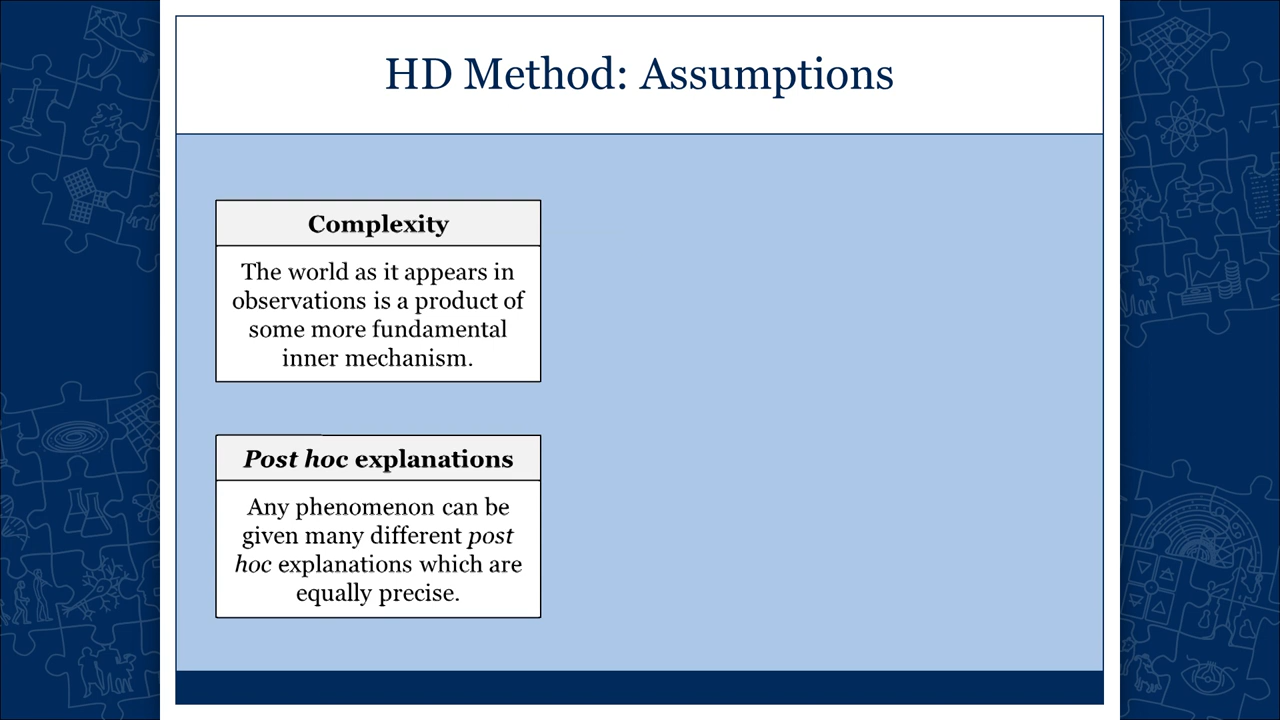 HD Method: Assumptions
Complexity
The world as it appears in
observations is a product of
some more fundamental
inner mechanism.
Post hoc explanations
Any phenomenon can be
given many different post
hoc explanations which are
equally precise.
√-1